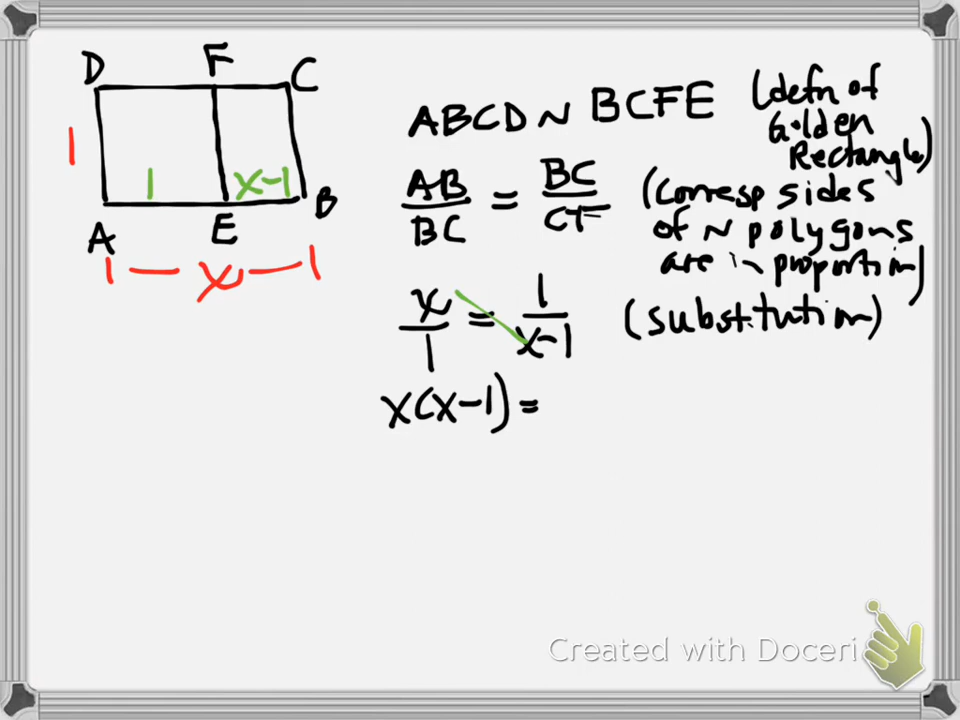 D F C
1
1 x-1
A E B
1 — x — 1
ABCD ~ BCFE (defn of Golden Rectangle)
AB/BC = BC/CF (corresp sides of ~ polygons are in proportion)
x/1 = 1/x-1 (substitution)
x(x-1) =
Created with Doceri